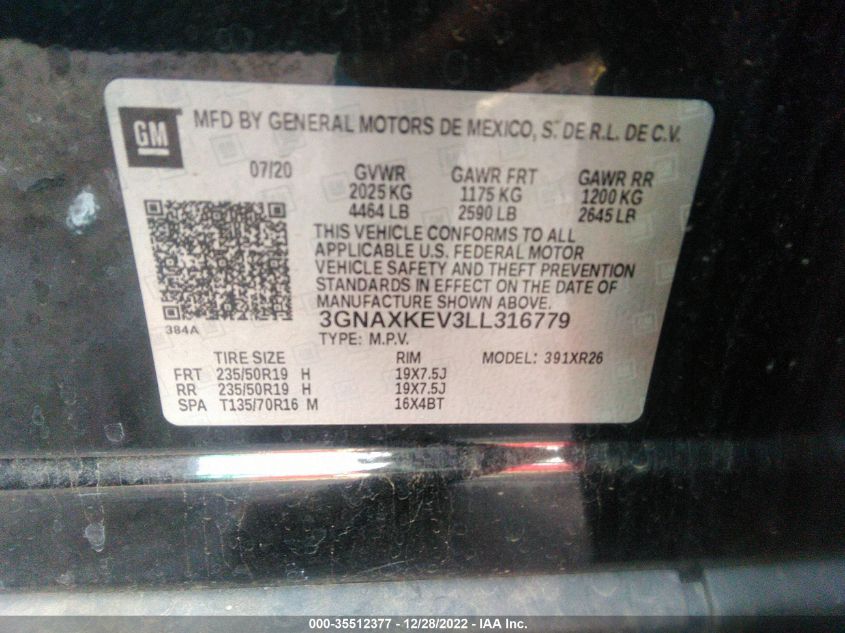 GM
MFD BY GENERAL MOTORS DE MEXICO, S. DE R.L. DE C.V.
07/20 GVWR GAWR FRT GAWR RR
2025 KG 1175 KG 1200 KG
4464 LB 2590 LB 2645 LB
THIS VEHICLE CONFORMS TO ALL
APPLICABLE U.S. FEDERAL MOTOR
VEHICLE SAFETY AND THEFT PREVENTION
STANDARDS IN EFFECT ON THE DATE OF
MANUFACTURE SHOWN ABOVE.
384A 3GNAXKEV3LL316779
TYPE: M.P.V.
TIRE SIZE RIM MODEL: 391XR26
FRT 235/50R19 H 19X7.5J
RR 235/50R19 H 19X7.5J
SPA T135/70R16 M 16X4BT
000-35512377 - 12/28/2022 - IAA Inc.